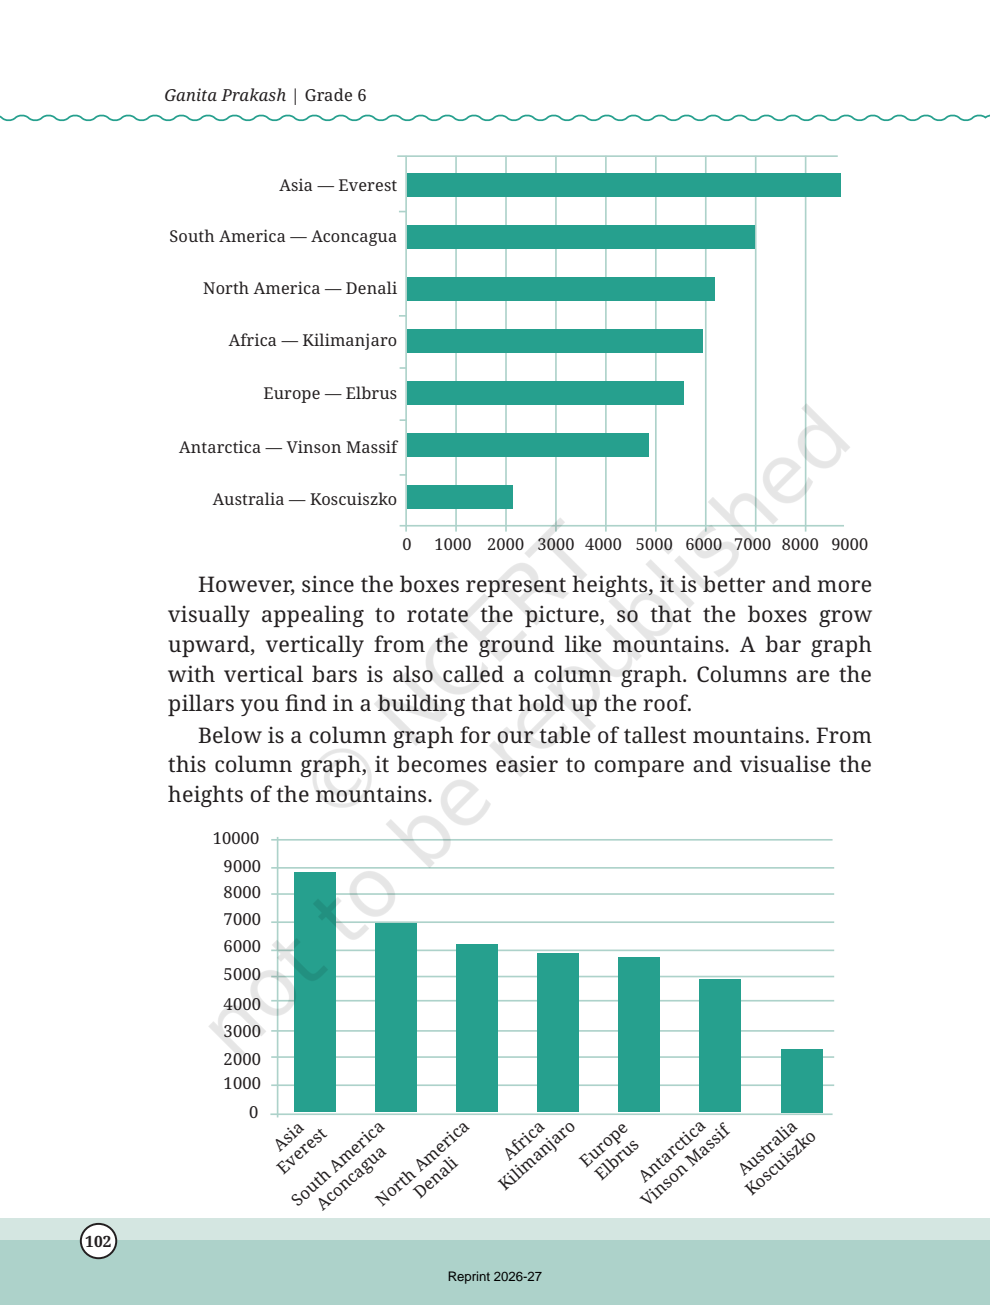 Ganita Prakash | Grade 6
Asia — Everest
South America — Aconcagua
North America — Denali
Africa — Kilimanjaro
Europe — Elbrus
Antarctica — Vinson Massif
Australia — Koscuiszko
0 1000 2000 3000 4000 5000 6000 7000 8000 9000
However, since the boxes represent heights, it is better and more
visually appealing to rotate the picture, so that the boxes grow
upward, vertically from the ground like mountains. A bar graph
with vertical bars is also called a column graph. Columns are the
pillars you find in a building that hold up the roof.
Below is a column graph for our table of tallest mountains. From
this column graph, it becomes easier to compare and visualise the
heights of the mountains.
10000
9000
8000
7000
6000
5000
4000
3000
2000
1000
0
Asia
Everest
South America
Aconcagua
North America
Denali
Africa
Kilimanjaro
Europe
Elbrus
Antarctica
Vinson Massif
Australia
Koscuiszko
© NCERT
not to be republished
102
Reprint 2026-27